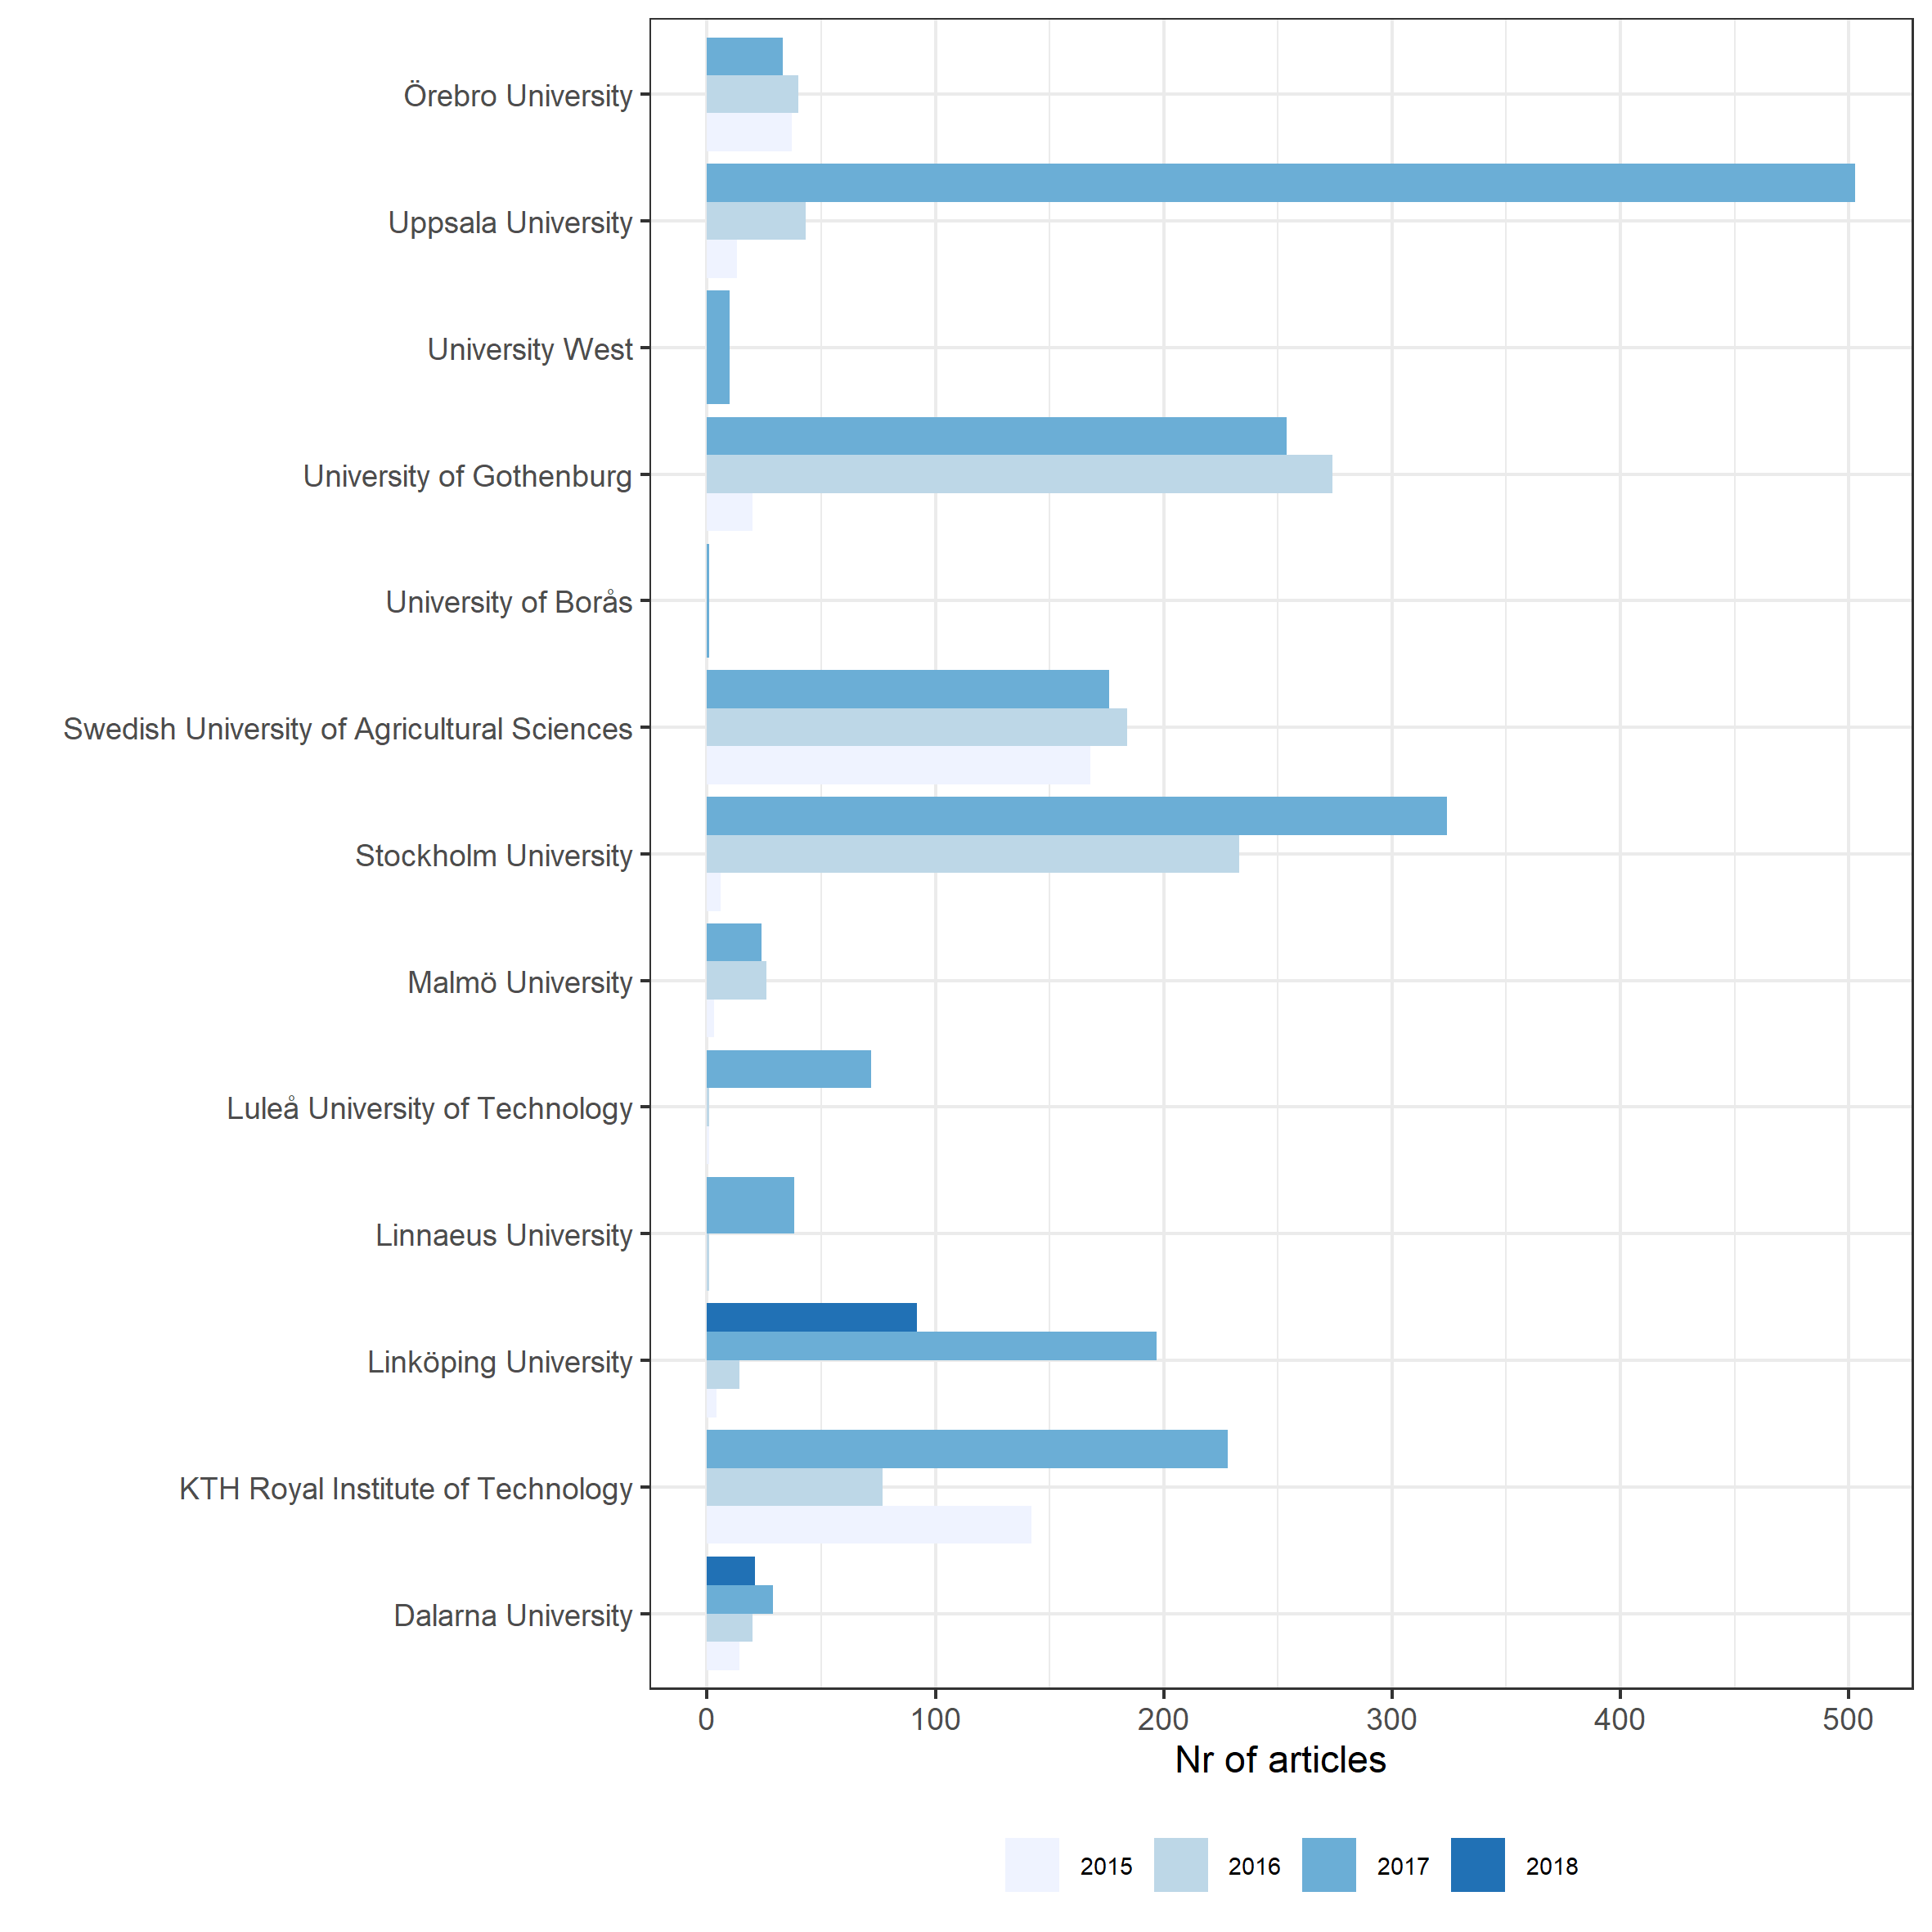 Örebro University
Uppsala University
University West
University of Gothenburg
University of Borås
Swedish University of Agricultural Sciences
Stockholm University
Malmö University
Luleå University of Technology
Linnaeus University
Linköping University
KTH Royal Institute of Technology
Dalarna University
0 100 200 300 400 500
Nr of articles
2015 2016 2017 2018